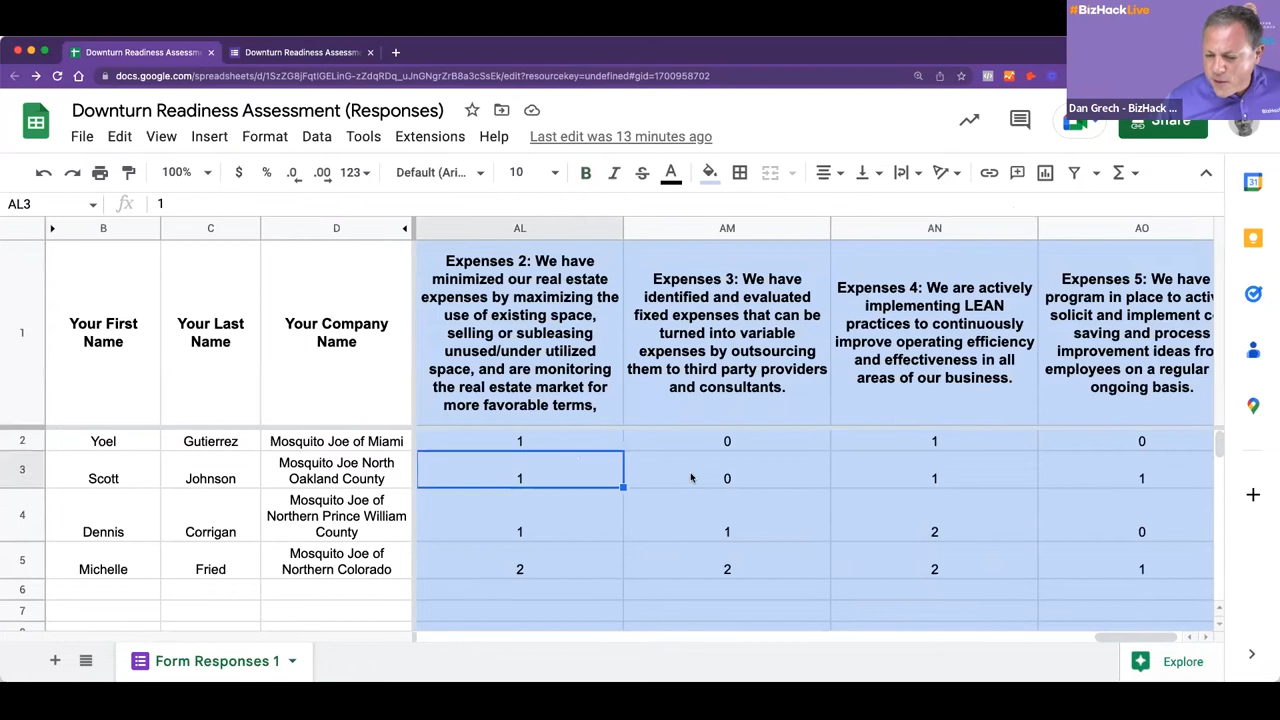 #BizHackLive
Downturn Readiness Assessment
Downturn Readiness Assessm
docs.google.com/spreadsheets/d/1SzZG8jFqtIGELinG-zZdqRDq_uJnGNgrZrB8a3cSsEk/edit?resourcekey=undefined#gid=1700958702
Dan Grech - BizHack ...
Downturn Readiness Assessment (Responses)
Share
File Edit View Insert Format Data Tools Extensions Help Last edit was 13 minutes ago
100% $ % .0 .00 123 Default (Ari... 10 B I S A
AL3 fx 1
B C D AL AM AN AO
1
Your First
Name
Your Last
Name
Your Company
Name
Expenses 2: We have
minimized our real estate
expenses by maximizing the
use of existing space,
selling or subleasing
unused/under utilized
space, and are monitoring
the real estate market for
more favorable terms,
Expenses 3: We have
identified and evaluated
fixed expenses that can be
turned into variable
expenses by outsourcing
them to third party providers
and consultants.
Expenses 4: We are actively
implementing LEAN
practices to continuously
improve operating efficiency
and effectiveness in all
areas of our business.
Expenses 5: We have
program in place to acti
solicit and implement c
saving and process
improvement ideas fro
employees on a regular
ongoing basis.
2 Yoel Gutierrez Mosquito Joe of Miami 1 0 1 0
3 Scott Johnson Mosquito Joe North
Oakland County 1 0 1 1
4 Dennis Corrigan Mosquito Joe of
Northern Prince William
County 1 1 2 0
5 Michelle Fried Mosquito Joe of
Northern Colorado 2 2 2 1
6
7
Form Responses 1
Explore
31